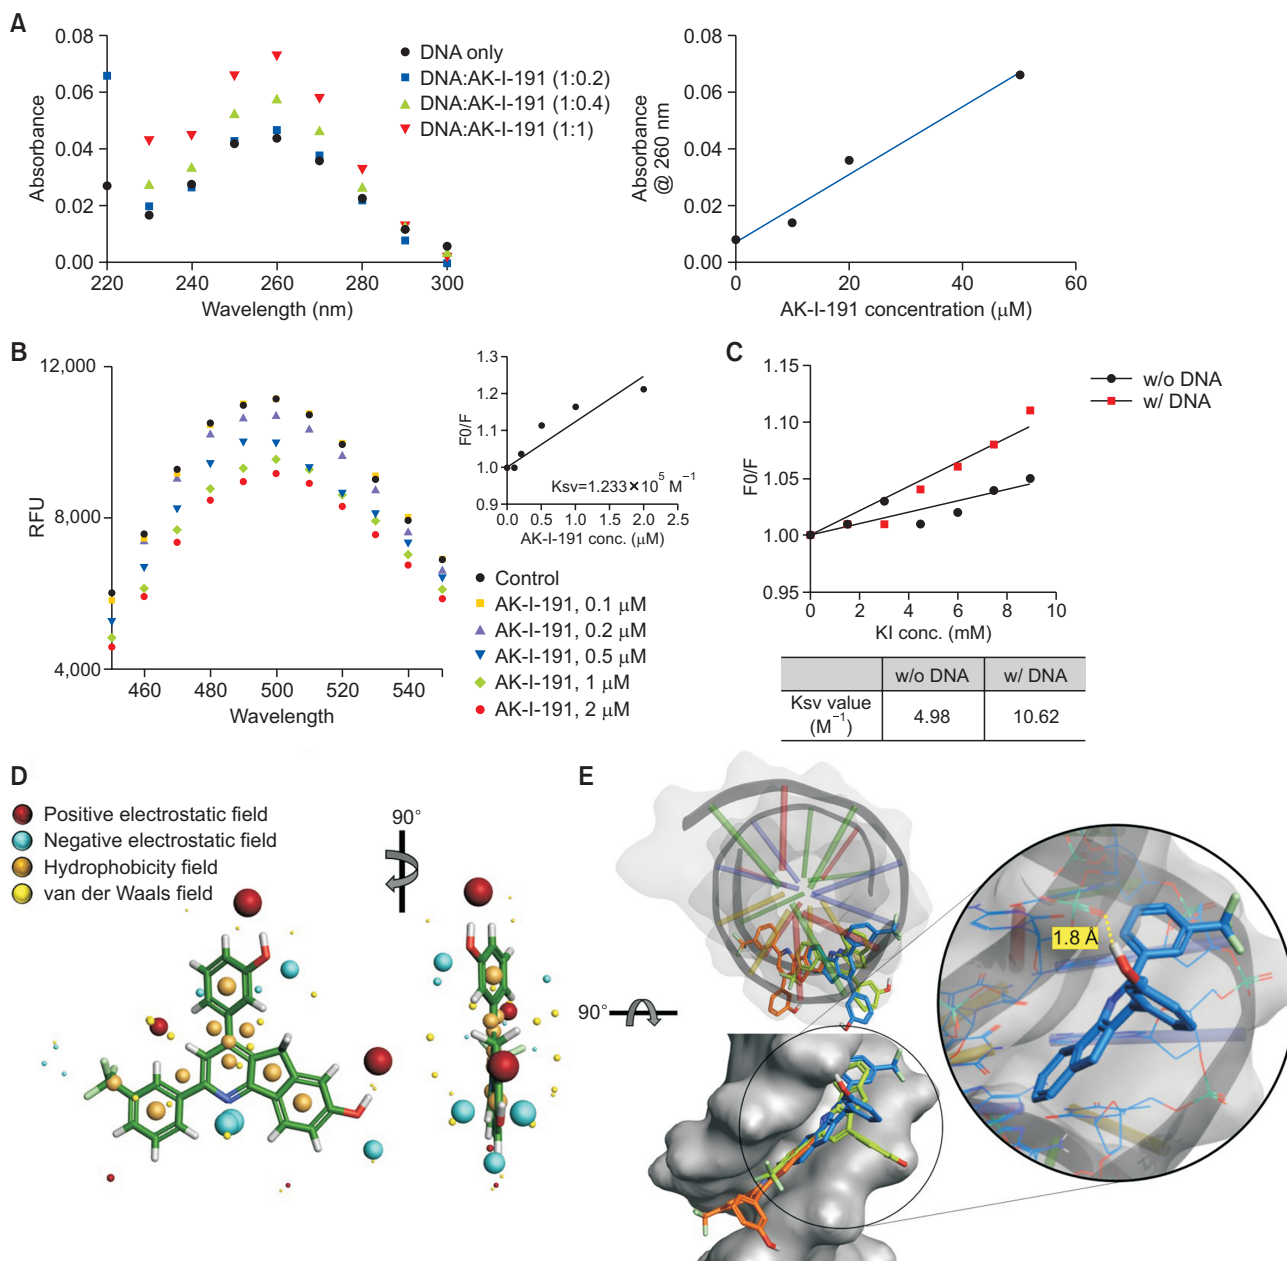 A
0.08
0.06
0.04
0.02
0.00
Absorbance
220
240
260
280
300
Wavelength (nm)
DNA only
DNA:AK-I-191 (1:0.2)
DNA:AK-I-191 (1:0.4)
DNA:AK-I-191 (1:1)
0.08
0.06
0.04
0.02
0.00
Absorbance
@ 260 nm
0
20
40
60
AK-I-191 concentration (μM)
B
12,000
8,000
4,000
RFU
460
480
500
520
540
Wavelength
1.3
1.2
1.1
1.0
0.9
F0/F
Ksv=1.233×10⁵ M⁻¹
0.0
0.5
1.0
1.5
2.0
2.5
AK-I-191 conc. (μM)
Control
AK-I-191, 0.1 μM
AK-I-191, 0.2 μM
AK-I-191, 0.5 μM
AK-I-191, 1 μM
AK-I-191, 2 μM
C
1.15
1.10
1.05
1.00
0.95
F0/F
0
2
4
6
8
10
KI conc. (mM)
w/o DNA
w/ DNA
w/o DNA w/ DNA
Ksv value
(M⁻¹)
4.98 10.62
D
Positive electrostatic field
Negative electrostatic field
Hydrophobicity field
van der Waals field
90°
E
90°
1.8 Å